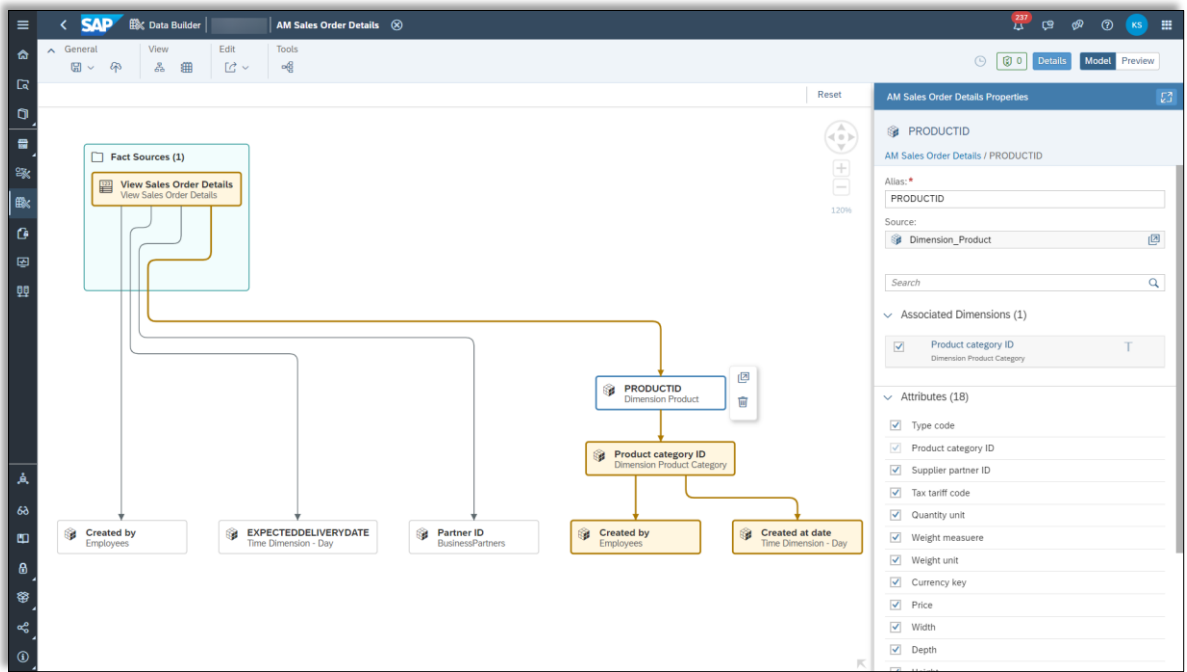 SAP
Data Builder
AM Sales Order Details
237
KS
General
View
Edit
Tools
0
Details
Model
Preview
Reset
120%
Fact Sources (1)
View Sales Order Details
View Sales Order Details
PRODUCTID
Dimension Product
Product category ID
Dimension Product Category
Created by
Employees
EXPECTEDDELIVERYDATE
Time Dimension - Day
Partner ID
BusinessPartners
Created by
Employees
Created at date
Time Dimension - Day
AM Sales Order Details Properties
PRODUCTID
AM Sales Order Details / PRODUCTID
Alias:*
PRODUCTID
Source:
Dimension_Product
Search
Associated Dimensions (1)
Product category ID
Dimension Product Category
Attributes (18)
Type code
Product category ID
Supplier partner ID
Tax tariff code
Quantity unit
Weight measuere
Weight unit
Currency key
Price
Width
Depth